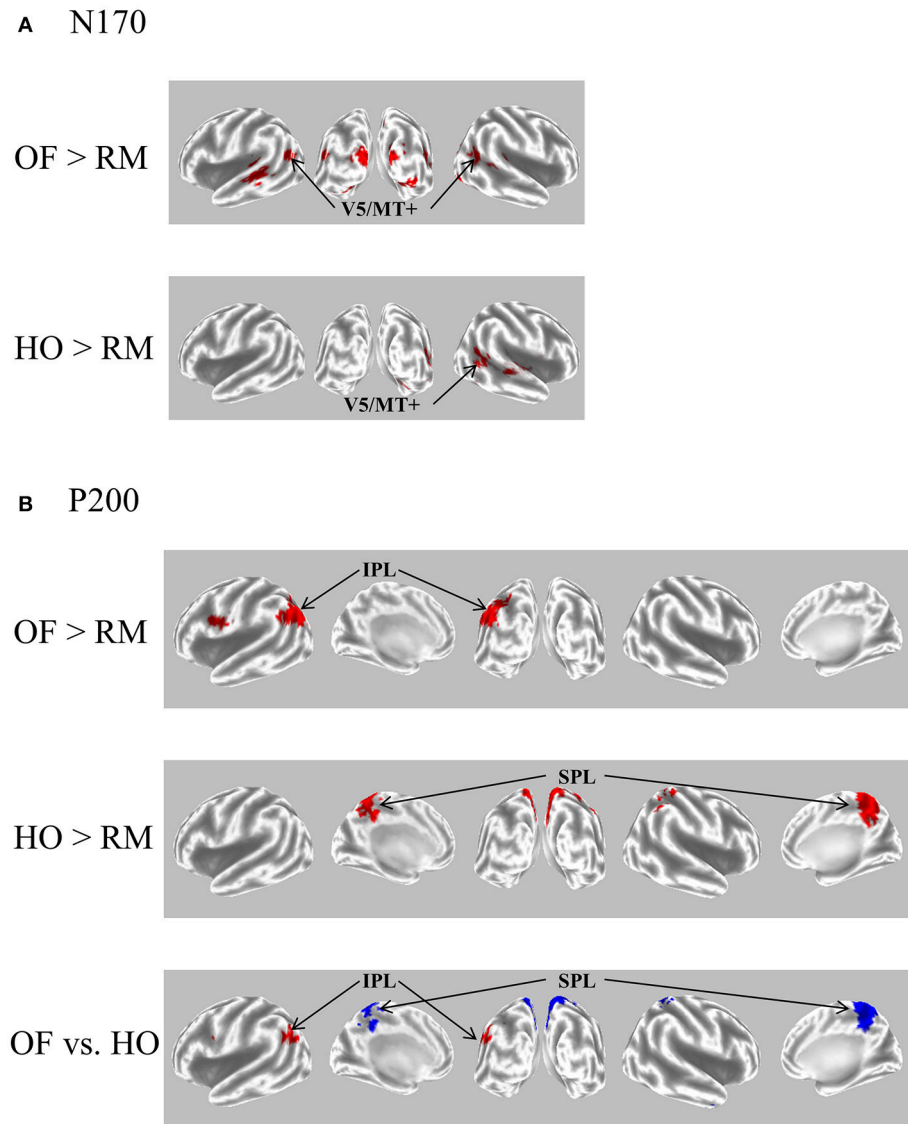 A N170
OF > RM
V5/MT+
HO > RM
V5/MT+
B P200
IPL
OF > RM
SPL
HO > RM
IPL SPL
OF vs. HO